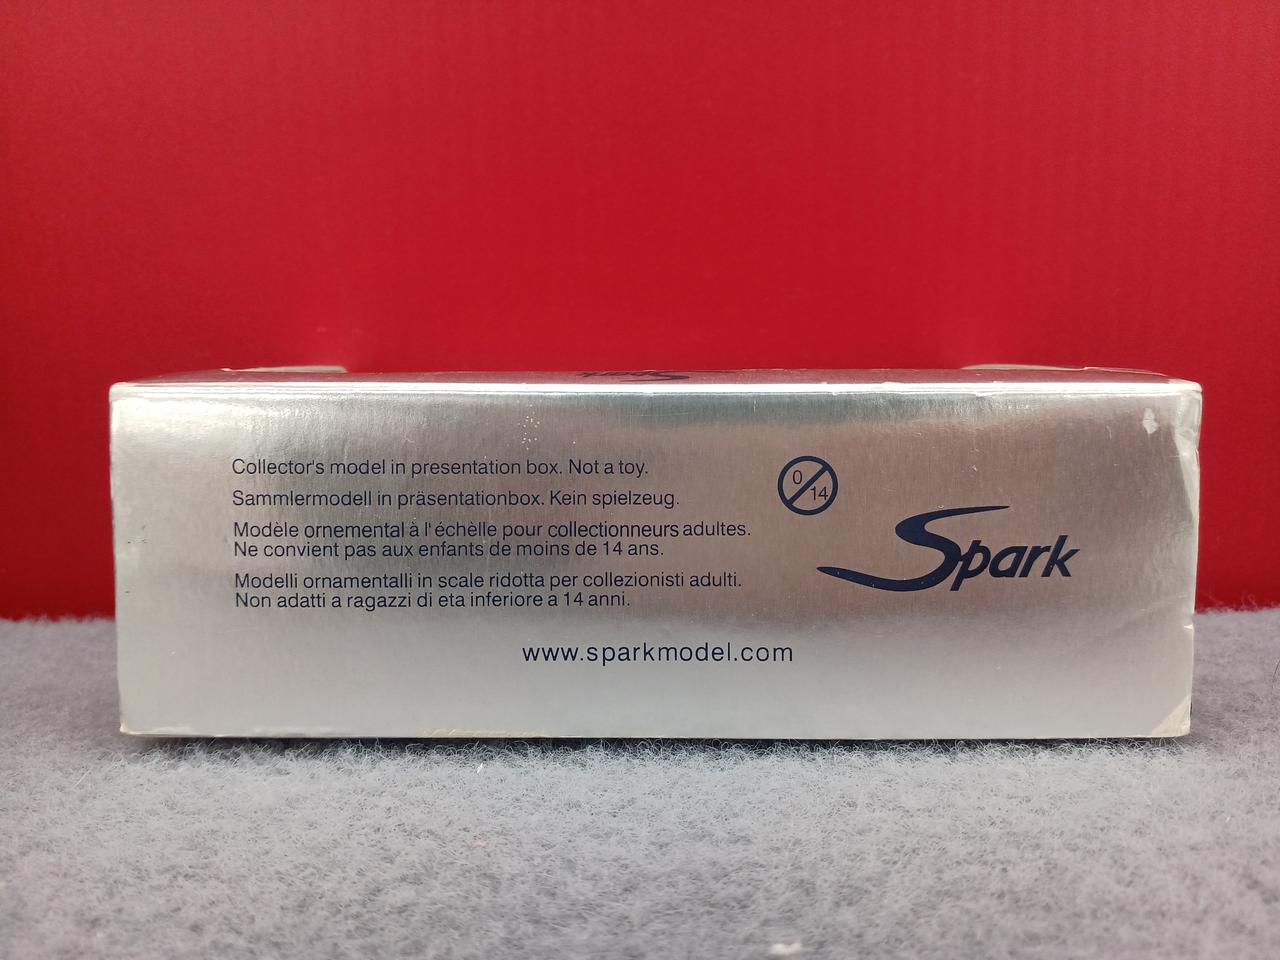 Spark
Collector's model in presentation box. Not a toy.
Sammlermodell in präsentationbox. Kein spielzeug.
Modèle ornemental à l'échèlle pour collectionneurs adultes.
Ne convient pas aux enfants de moins de 14 ans.
Modelli ornamentalli in scale ridotta per collezionisti adulti.
Non adatti a ragazzi di eta inferiore a 14 anni.
0
14
Spark
www.sparkmodel.com